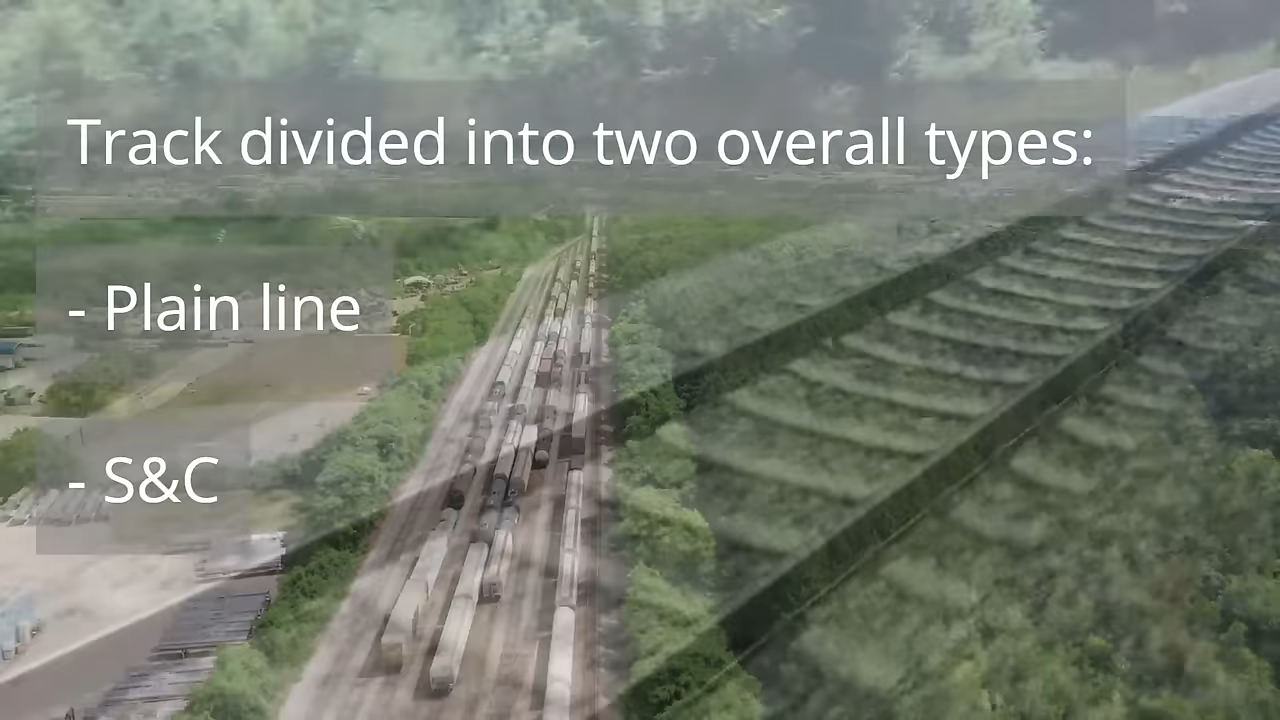 Track divided into two overall types:
- Plain line
- S&C